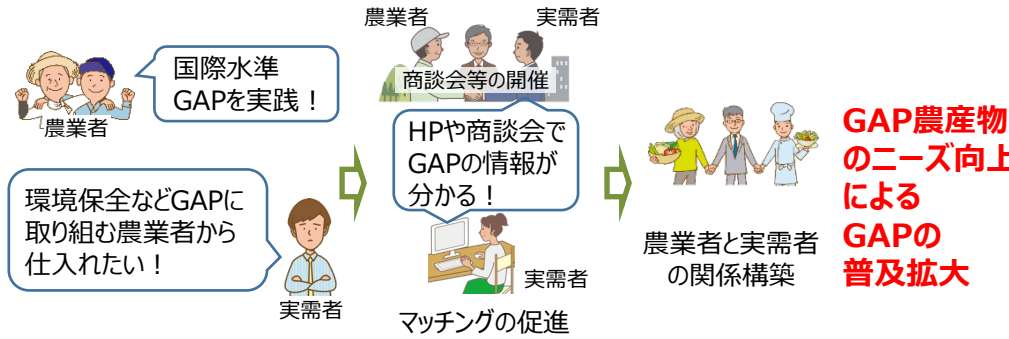 国際水準
GAPを実践！
農業者
環境保全などGAPに
取り組む農業者から
仕入れたい！
実需者
農業者
実需者
商談会等の開催
HPや商談会で
GAPの情報が
分かる！
実需者
マッチングの促進
農業者と実需者
の関係構築
GAP農産物
のニーズ向上
による
GAPの
普及拡大